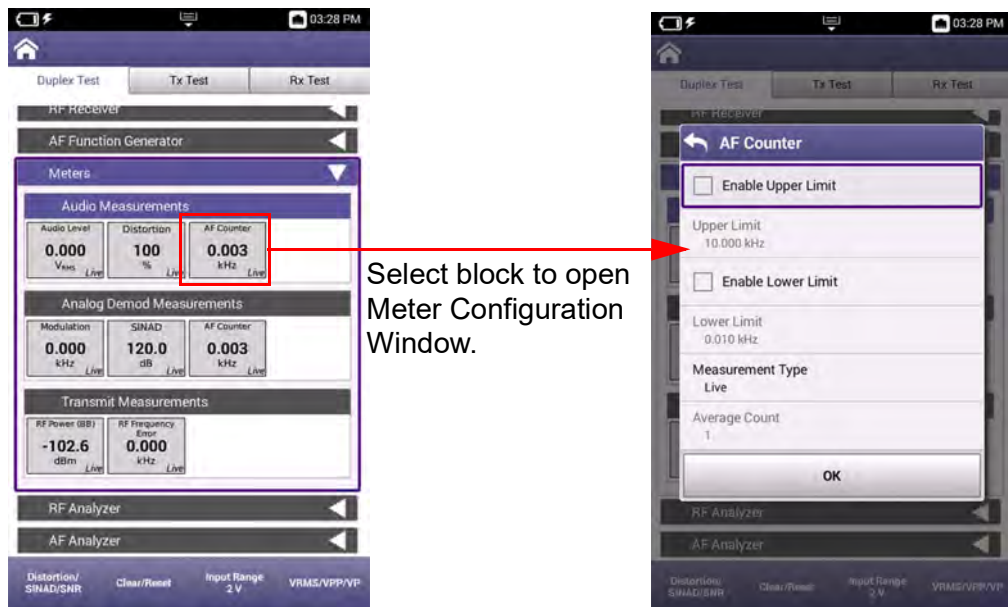 03:28 PM
Duplex Test Tx Test Rx Test
RF Receiver
AF Function Generator
Meters
Audio Measurements
Audio Level Distortion AF Counter
0.000 100 0.003
VRMS Live % Live kHz Live
Analog Demod Measurements
Modulation SINAD AF Counter
0.000 120.0 0.003
kHz Live dB Live kHz Live
Transmit Measurements
RF Power (BB) RF Frequency Error
-102.6 0.000
dBm Live kHz Live
RF Analyzer
AF Analyzer
Distortion/ SINAD/SNR Clear/Reset Input Range 2 V VRMS/VPP/VP
Select block to open
Meter Configuration
Window.
03:28 PM
Duplex Test Tx Test Rx Test
RF Receiver
AF Counter
Enable Upper Limit
Upper Limit
10.000 kHz
Enable Lower Limit
Lower Limit
0.010 kHz
Measurement Type
Live
Average Count
1
OK
RF Analyzer
AF Analyzer
Distortion/ SINAD/SNR Clear/Reset Input Range 2 V VRMS/VPP/VP